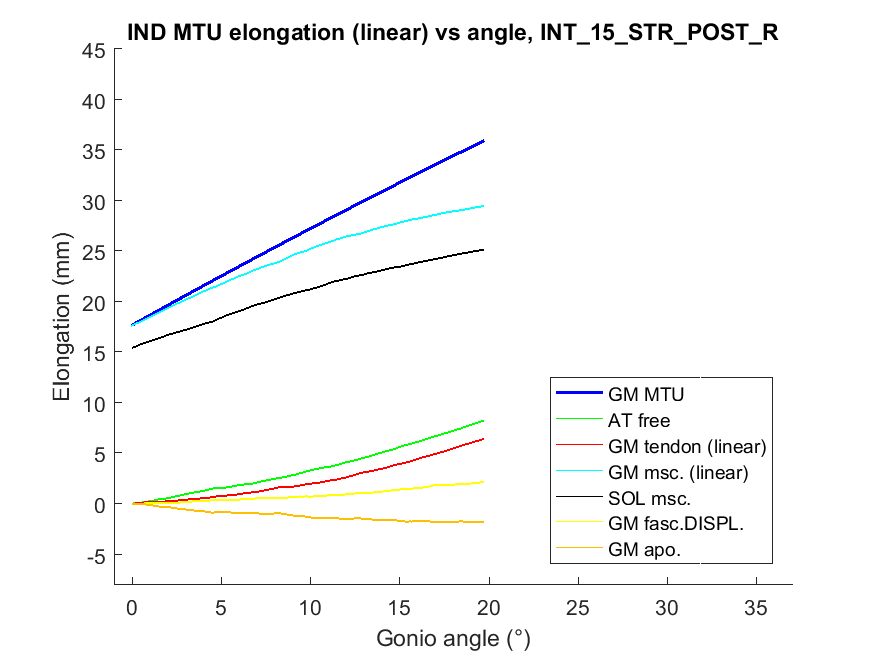 IND MTU elongation (linear) vs angle, INT_15_STR_POST_R
45
40
35
30
25
20
15
10
5
0
-5
Elongation (mm)
GM MTU
AT free
GM tendon (linear)
GM msc. (linear)
SOL msc.
GM fasc.DISPL.
GM apo.
0 5 10 15 20 25 30 35
Gonio angle (°)